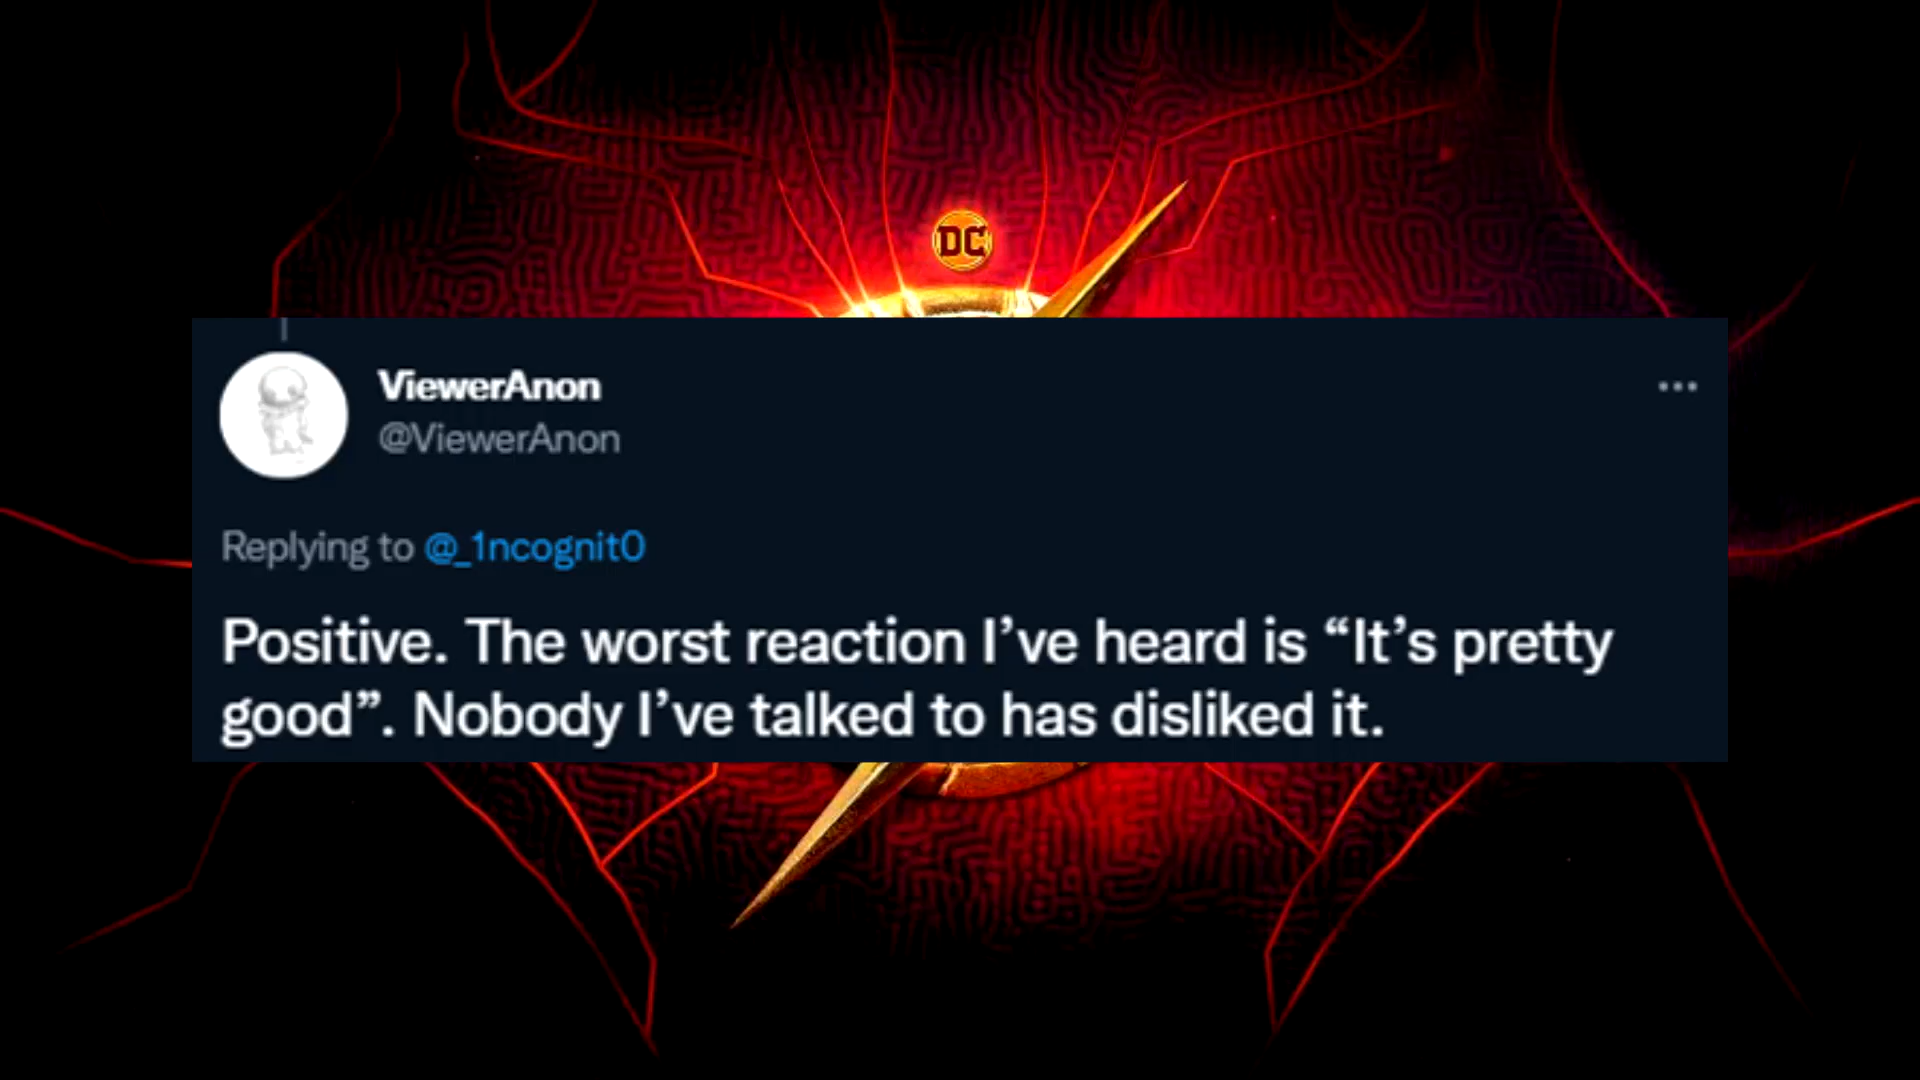 DC
ViewerAnon
@ViewerAnon
Replying to @_1ncognit0
Positive. The worst reaction I’ve heard is “It’s pretty
good”. Nobody I’ve talked to has disliked it.